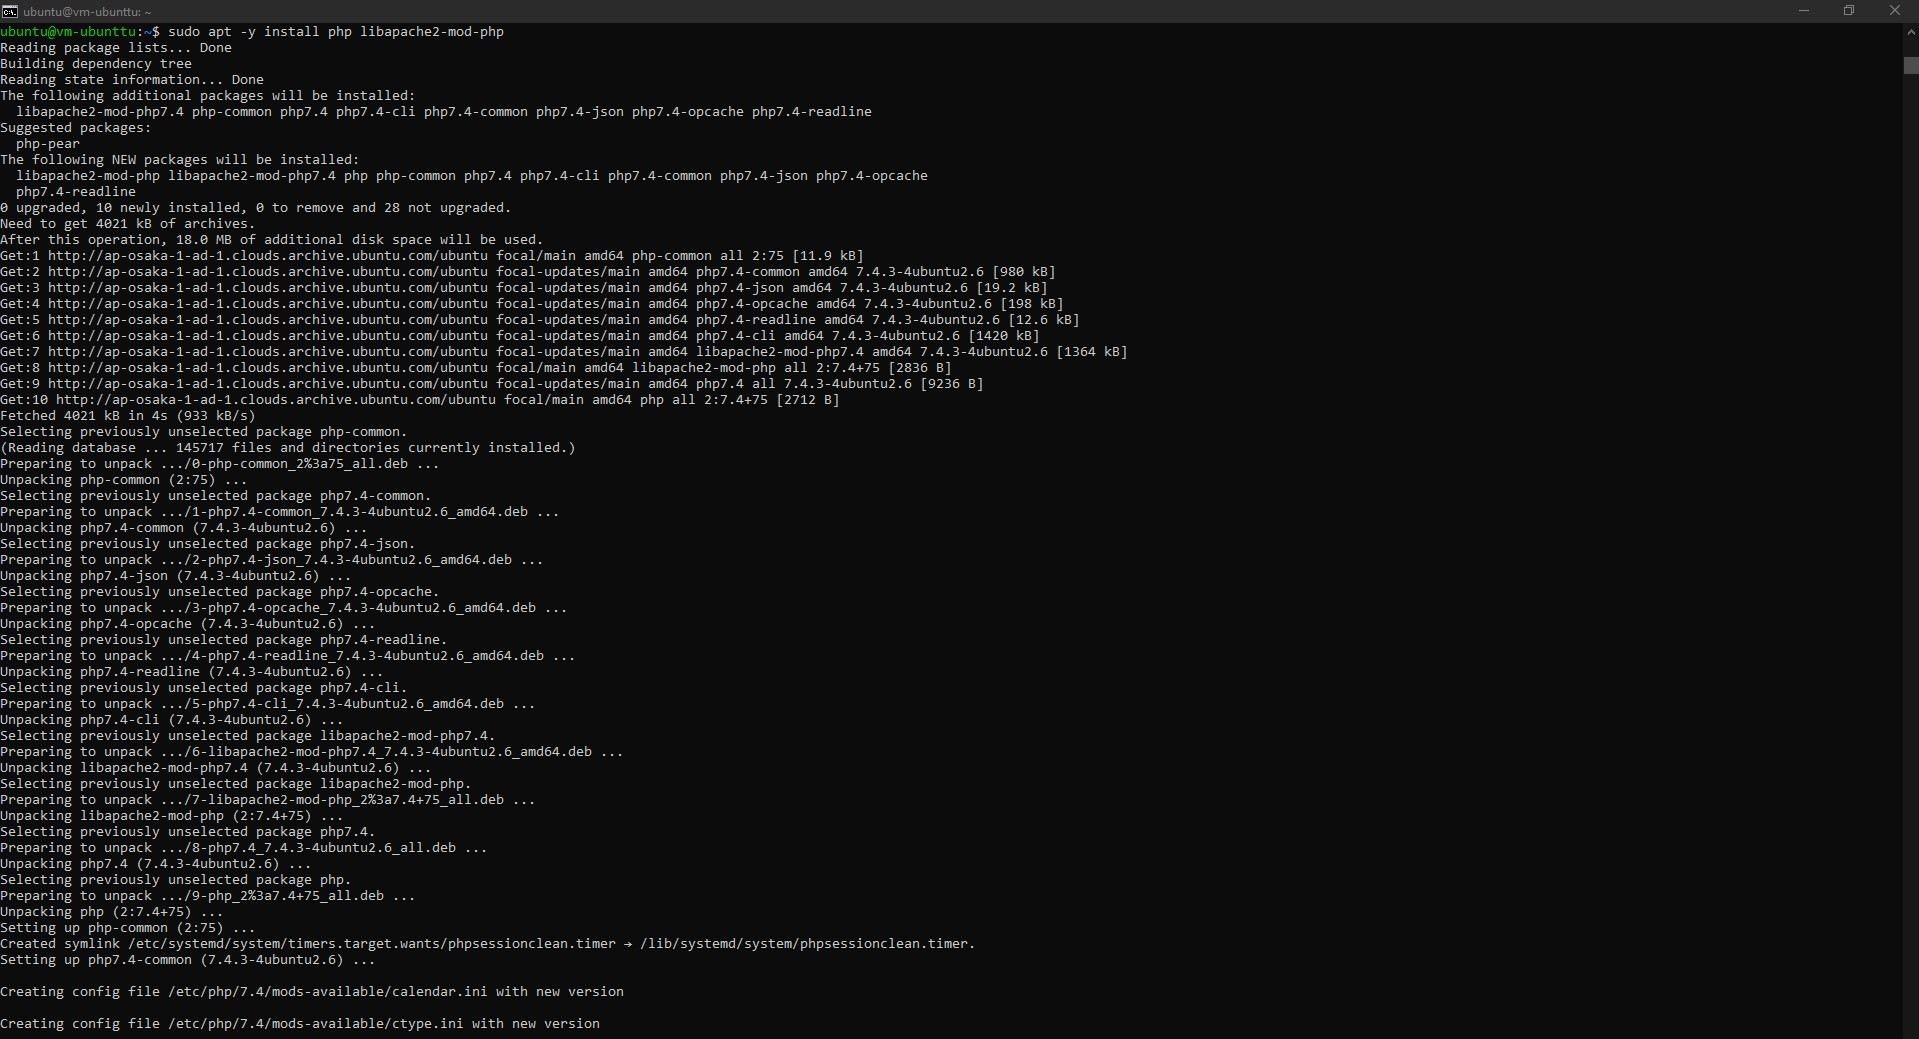 ubuntu@vm-ubunttu: ~
ubuntu@vm-ubunttu:~$ sudo apt -y install php libapache2-mod-php
Reading package lists... Done
Building dependency tree
Reading state information... Done
The following additional packages will be installed:
  libapache2-mod-php7.4 php-common php7.4 php7.4-cli php7.4-common php7.4-json php7.4-opcache php7.4-readline
Suggested packages:
  php-pear
The following NEW packages will be installed:
  libapache2-mod-php libapache2-mod-php7.4 php php-common php7.4 php7.4-cli php7.4-common php7.4-json php7.4-opcache
  php7.4-readline
0 upgraded, 10 newly installed, 0 to remove and 28 not upgraded.
Need to get 4021 kB of archives.
After this operation, 18.0 MB of additional disk space will be used.
Get:1 http://ap-osaka-1-ad-1.clouds.archive.ubuntu.com/ubuntu focal/main amd64 php-common all 2:75 [11.9 kB]
Get:2 http://ap-osaka-1-ad-1.clouds.archive.ubuntu.com/ubuntu focal-updates/main amd64 php7.4-common amd64 7.4.3-4ubuntu2.6 [980 kB]
Get:3 http://ap-osaka-1-ad-1.clouds.archive.ubuntu.com/ubuntu focal-updates/main amd64 php7.4-json amd64 7.4.3-4ubuntu2.6 [19.2 kB]
Get:4 http://ap-osaka-1-ad-1.clouds.archive.ubuntu.com/ubuntu focal-updates/main amd64 php7.4-opcache amd64 7.4.3-4ubuntu2.6 [198 kB]
Get:5 http://ap-osaka-1-ad-1.clouds.archive.ubuntu.com/ubuntu focal-updates/main amd64 php7.4-readline amd64 7.4.3-4ubuntu2.6 [12.6 kB]
Get:6 http://ap-osaka-1-ad-1.clouds.archive.ubuntu.com/ubuntu focal-updates/main amd64 php7.4-cli amd64 7.4.3-4ubuntu2.6 [1420 kB]
Get:7 http://ap-osaka-1-ad-1.clouds.archive.ubuntu.com/ubuntu focal-updates/main amd64 libapache2-mod-php7.4 amd64 7.4.3-4ubuntu2.6 [1364 kB]
Get:8 http://ap-osaka-1-ad-1.clouds.archive.ubuntu.com/ubuntu focal/main amd64 libapache2-mod-php all 2:7.4+75 [2836 B]
Get:9 http://ap-osaka-1-ad-1.clouds.archive.ubuntu.com/ubuntu focal-updates/main amd64 php7.4 all 7.4.3-4ubuntu2.6 [9236 B]
Get:10 http://ap-osaka-1-ad-1.clouds.archive.ubuntu.com/ubuntu focal/main amd64 php all 2:7.4+75 [2712 B]
Fetched 4021 kB in 4s (933 kB/s)
Selecting previously unselected package php-common.
(Reading database ... 145717 files and directories currently installed.)
Preparing to unpack .../0-php-common_2%3a75_all.deb ...
Unpacking php-common (2:75) ...
Selecting previously unselected package php7.4-common.
Preparing to unpack .../1-php7.4-common_7.4.3-4ubuntu2.6_amd64.deb ...
Unpacking php7.4-common (7.4.3-4ubuntu2.6) ...
Selecting previously unselected package php7.4-json.
Preparing to unpack .../2-php7.4-json_7.4.3-4ubuntu2.6_amd64.deb ...
Unpacking php7.4-json (7.4.3-4ubuntu2.6) ...
Selecting previously unselected package php7.4-opcache.
Preparing to unpack .../3-php7.4-opcache_7.4.3-4ubuntu2.6_amd64.deb ...
Unpacking php7.4-opcache (7.4.3-4ubuntu2.6) ...
Selecting previously unselected package php7.4-readline.
Preparing to unpack .../4-php7.4-readline_7.4.3-4ubuntu2.6_amd64.deb ...
Unpacking php7.4-readline (7.4.3-4ubuntu2.6) ...
Selecting previously unselected package php7.4-cli.
Preparing to unpack .../5-php7.4-cli_7.4.3-4ubuntu2.6_amd64.deb ...
Unpacking php7.4-cli (7.4.3-4ubuntu2.6) ...
Selecting previously unselected package libapache2-mod-php7.4.
Preparing to unpack .../6-libapache2-mod-php7.4_7.4.3-4ubuntu2.6_amd64.deb ...
Unpacking libapache2-mod-php7.4 (7.4.3-4ubuntu2.6) ...
Selecting previously unselected package libapache2-mod-php.
Preparing to unpack .../7-libapache2-mod-php_2%3a7.4+75_all.deb ...
Unpacking libapache2-mod-php (2:7.4+75) ...
Selecting previously unselected package php7.4.
Preparing to unpack .../8-php7.4_7.4.3-4ubuntu2.6_all.deb ...
Unpacking php7.4 (7.4.3-4ubuntu2.6) ...
Selecting previously unselected package php.
Preparing to unpack .../9-php_2%3a7.4+75_all.deb ...
Unpacking php (2:7.4+75) ...
Setting up php-common (2:75) ...
Created symlink /etc/systemd/system/timers.target.wants/phpsessionclean.timer → /lib/systemd/system/phpsessionclean.timer.
Setting up php7.4-common (7.4.3-4ubuntu2.6) ...

Creating config file /etc/php/7.4/mods-available/calendar.ini with new version

Creating config file /etc/php/7.4/mods-available/ctype.ini with new version